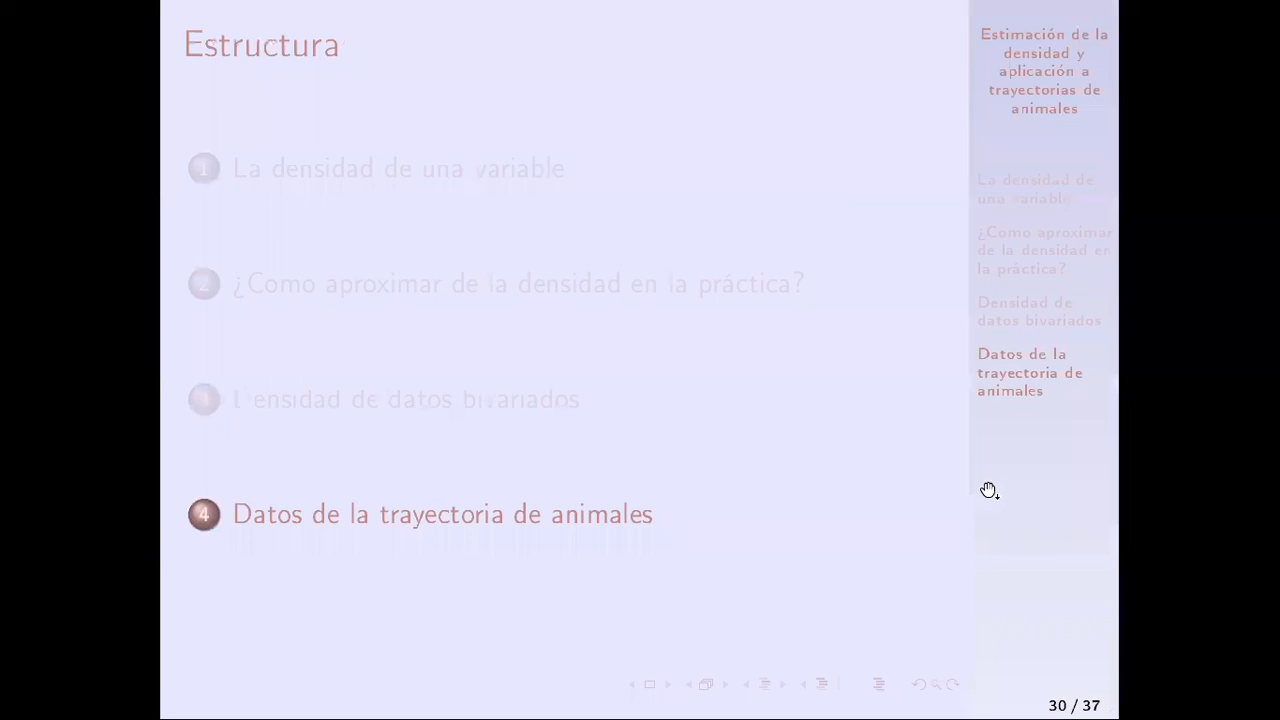 Estructura
1 La densidad de una variable
2 ¿Como aproximar de la densidad en la práctica?
3 Densidad de datos bivariados
4 Datos de la trayectoria de animales
Estimación de la
densidad y
aplicación a
trayectorias de
animales
La densidad de
una variable
¿Como aproximar
de la densidad en
la práctica?
Densidad de
datos bivariados
Datos de la
trayectoria de
animales
30 / 37